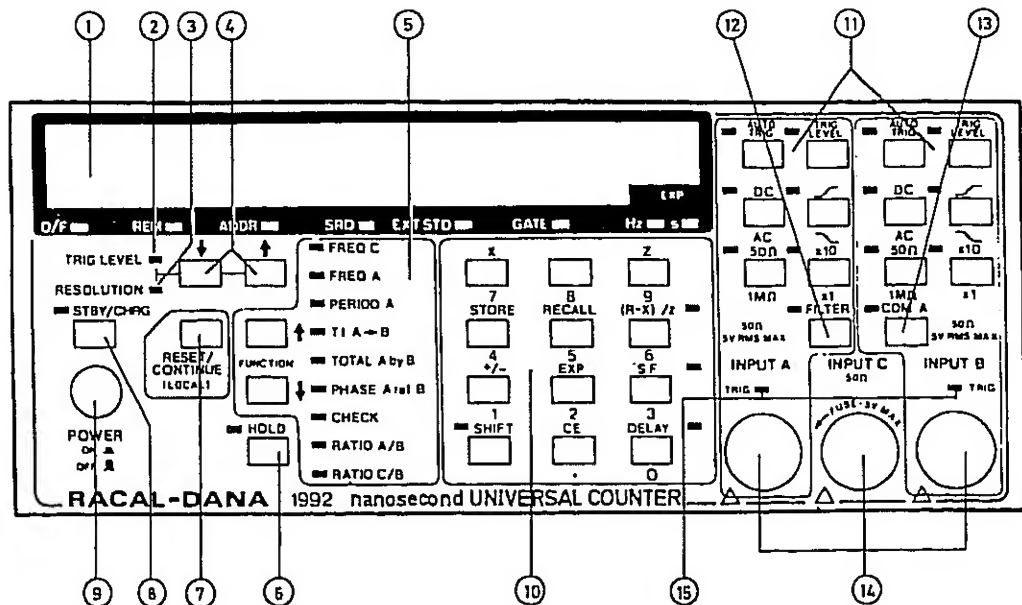 1 2 3 4 5 12 11 13
AUTO TRIG TRIG LEVEL AUTO TRIG TRIG LEVEL
EXP
O/F REM ADDR SRD EXT STD GATE Hz s
DC DC
TRIG LEVEL ↓ ↑ FREQ C X Z AC AC
RESOLUTION FREQ A 50Ω x10 50Ω x10
7 8 9 1MΩ x1 1MΩ x1
STBY/CHRG PERIOD A STORE RECALL (R-X)/Z FILTER COM A
↑ TI A→B 50Ω 50Ω
5V RMS MAX 5V RMS MAX
RESET/ CONTINUE (LOCAL) FUNCTION TOTAL A by B 4 5 6 INPUT A INPUT C INPUT B
+/- EXP SF 50Ω
↓ PHASE A rel B TRIG TRIG
CHECK 1 2 3 FUSE·5V MAX
POWER HOLD SHIFT CE DELAY
ON RATIO A/B
OFF RATIO C/B . 0
RACAL-DANA 1992 nanosecond UNIVERSAL COUNTER
9 8 7 6 10 15 14